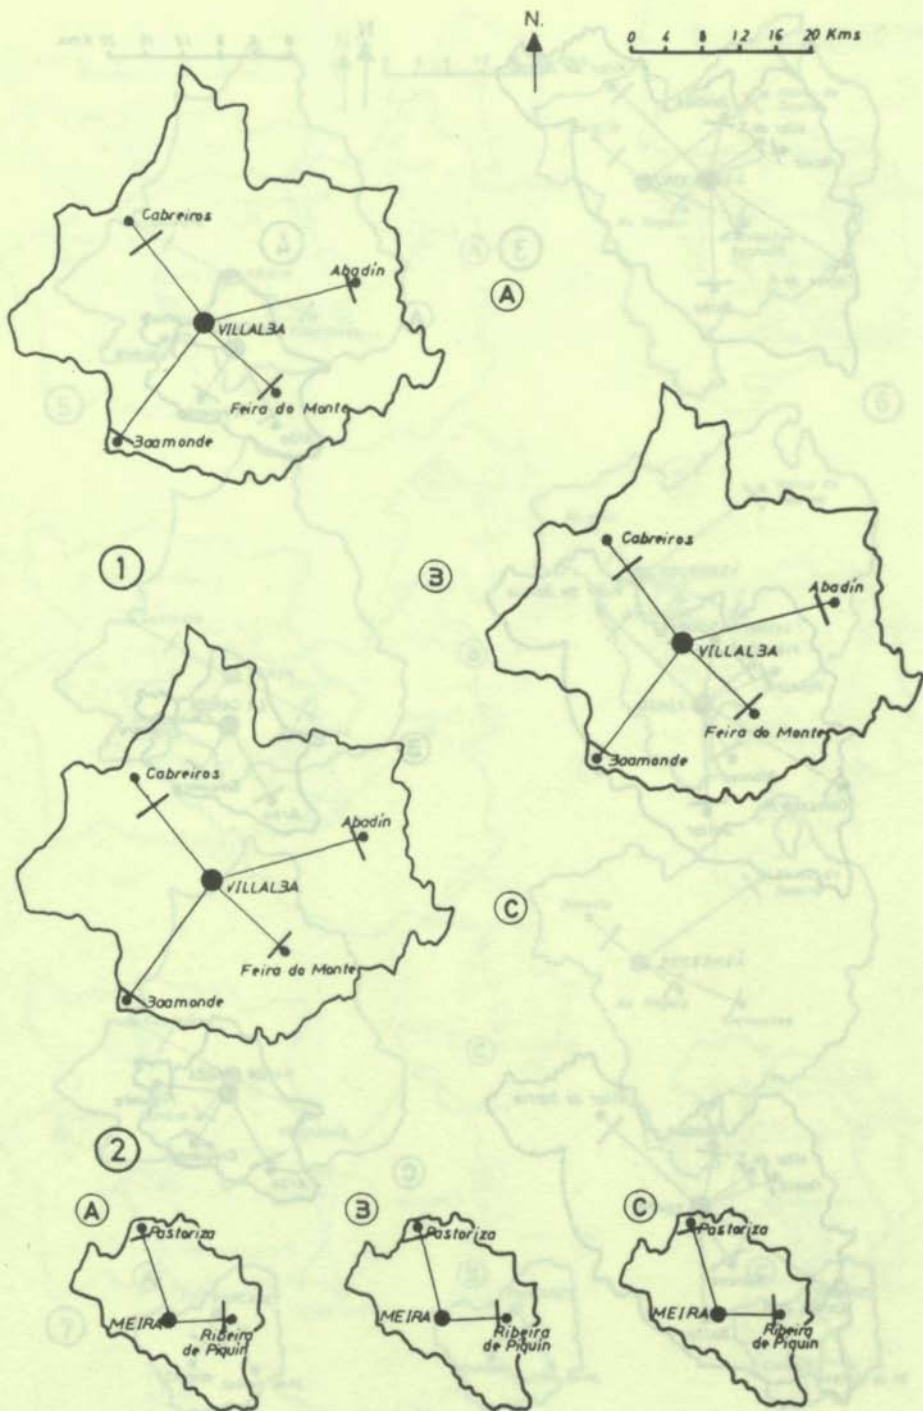 N.
0 4 8 12 16 20 Kms
Cabreiros
Abadín
VILLALBA
Feira do Monte
Baamonde
A
1
B
Cabreiros
Abadín
VILLALBA
Feira do Monte
Baamonde
Cabreiros
Abadín
VILLALBA
Feira do Monte
Baamonde
C
2
A
Pastoriza
MEIRA
Ribeira
de Piquín
B
Pastoriza
MEIRA
Ribeira
de Piquín
C
Pastoriza
MEIRA
Ribeira
de Piquín